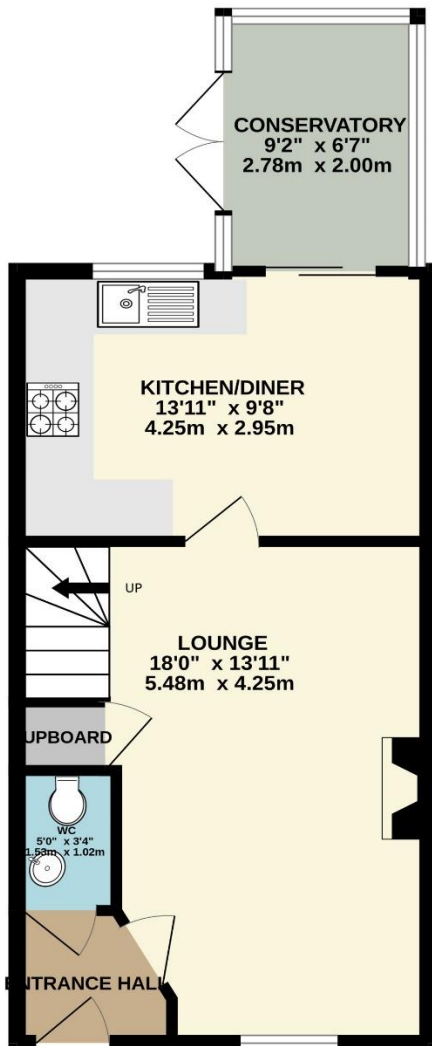 CONSERVATORY
9'2" x 6'7"
2.78m x 2.00m
KITCHEN/DINER
13'11" x 9'8"
4.25m x 2.95m
UP
LOUNGE
18'0" x 13'11"
5.48m x 4.25m
UPBOARD
WC
5'0" x 3'4"
1.53m x 1.02m
ENTRANCE HALL